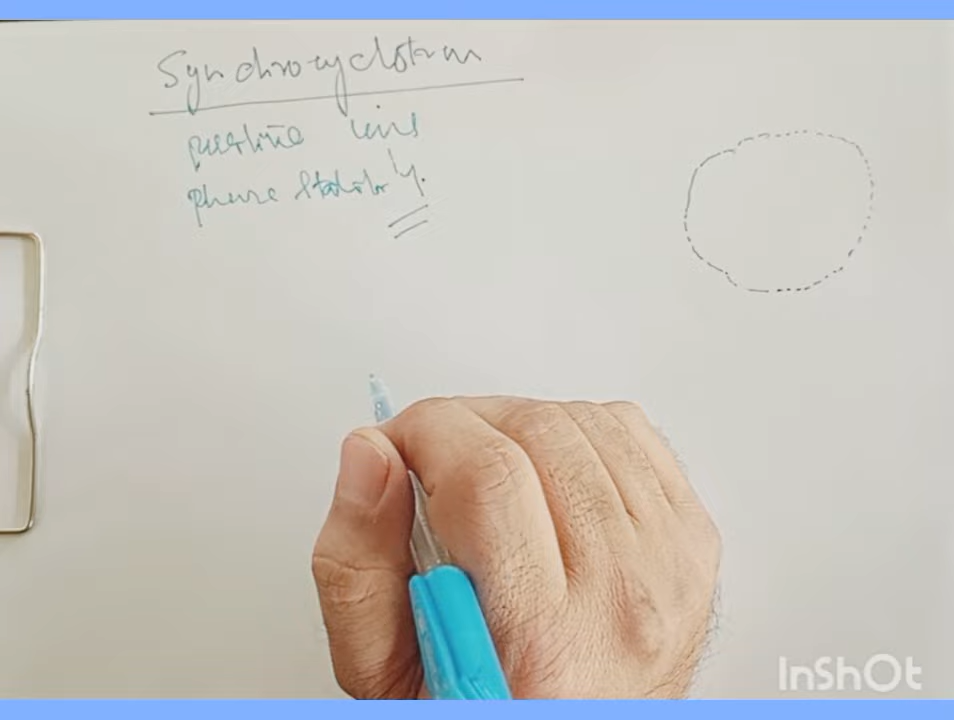 Synchrocyclotron
positive ions
phase stability.
InShOt